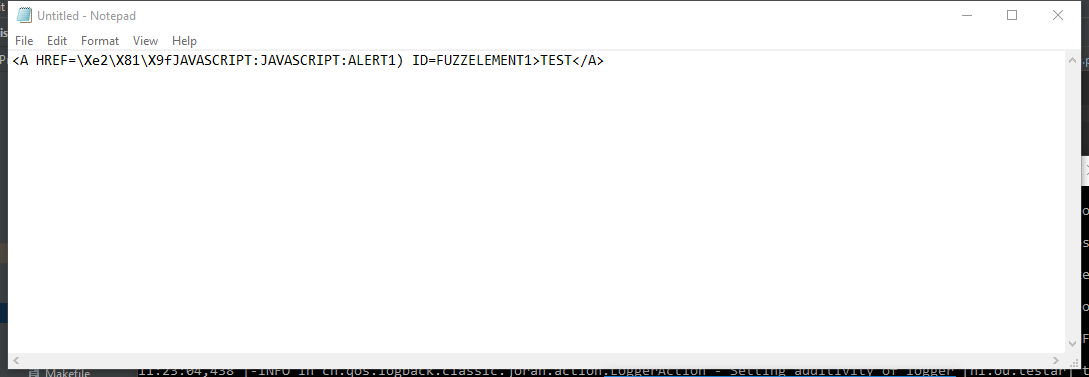 Untitled - Notepad
File Edit Format View Help
<A HREF=\Xe2\X81\X9fJAVASCRIPT:JAVASCRIPT:ALERT1) ID=FUZZELEMENT1>TEST</A>
Makefile
11:23:04,438 |-INFO in ch.qos.logback.classic.joran.action.LoggerAction - Setting additivity of logger [nl.ou.testar]